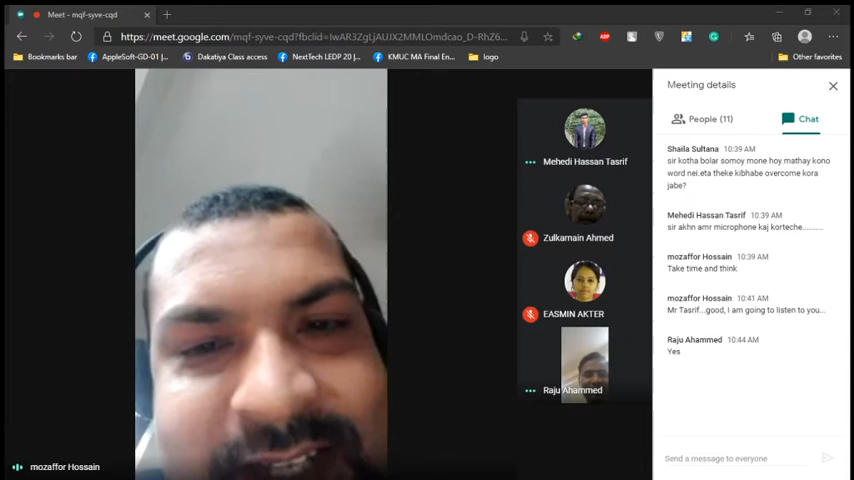 Meet - mqf-syve-cqd
https://meet.google.com/mqf-syve-cqd?fbclid=IwAR3ZgLjAUJX2MMLOmdcao_D-RhZ6...
Bookmarks bar
AppleSoft-GD-01 J...
Dakatiya Class access
NextTech LEDP 20 J...
KMUC MA Final En...
logo
Other favorites
Meeting details
People (11)
Chat
Shaila Sultana 10:39 AM
sir kotha bolar somoy mone hoy mathay kono
word nei.eta theke kibhabe overcome kora
jabe?
Mehedi Hassan Tasrif 10:39 AM
sir akhn amr microphone kaj korteche..........
mozaffor Hossain 10:39 AM
Take time and think
mozaffor Hossain 10:41 AM
Mr Tasrif...good, I am going to listen to you...
Raju Ahammed 10:44 AM
Yes
Send a message to everyone
Mehedi Hassan Tasrif
Zulkarnain Ahmed
EASMIN AKTER
Raju Ahammed
mozaffor Hossain
ABP